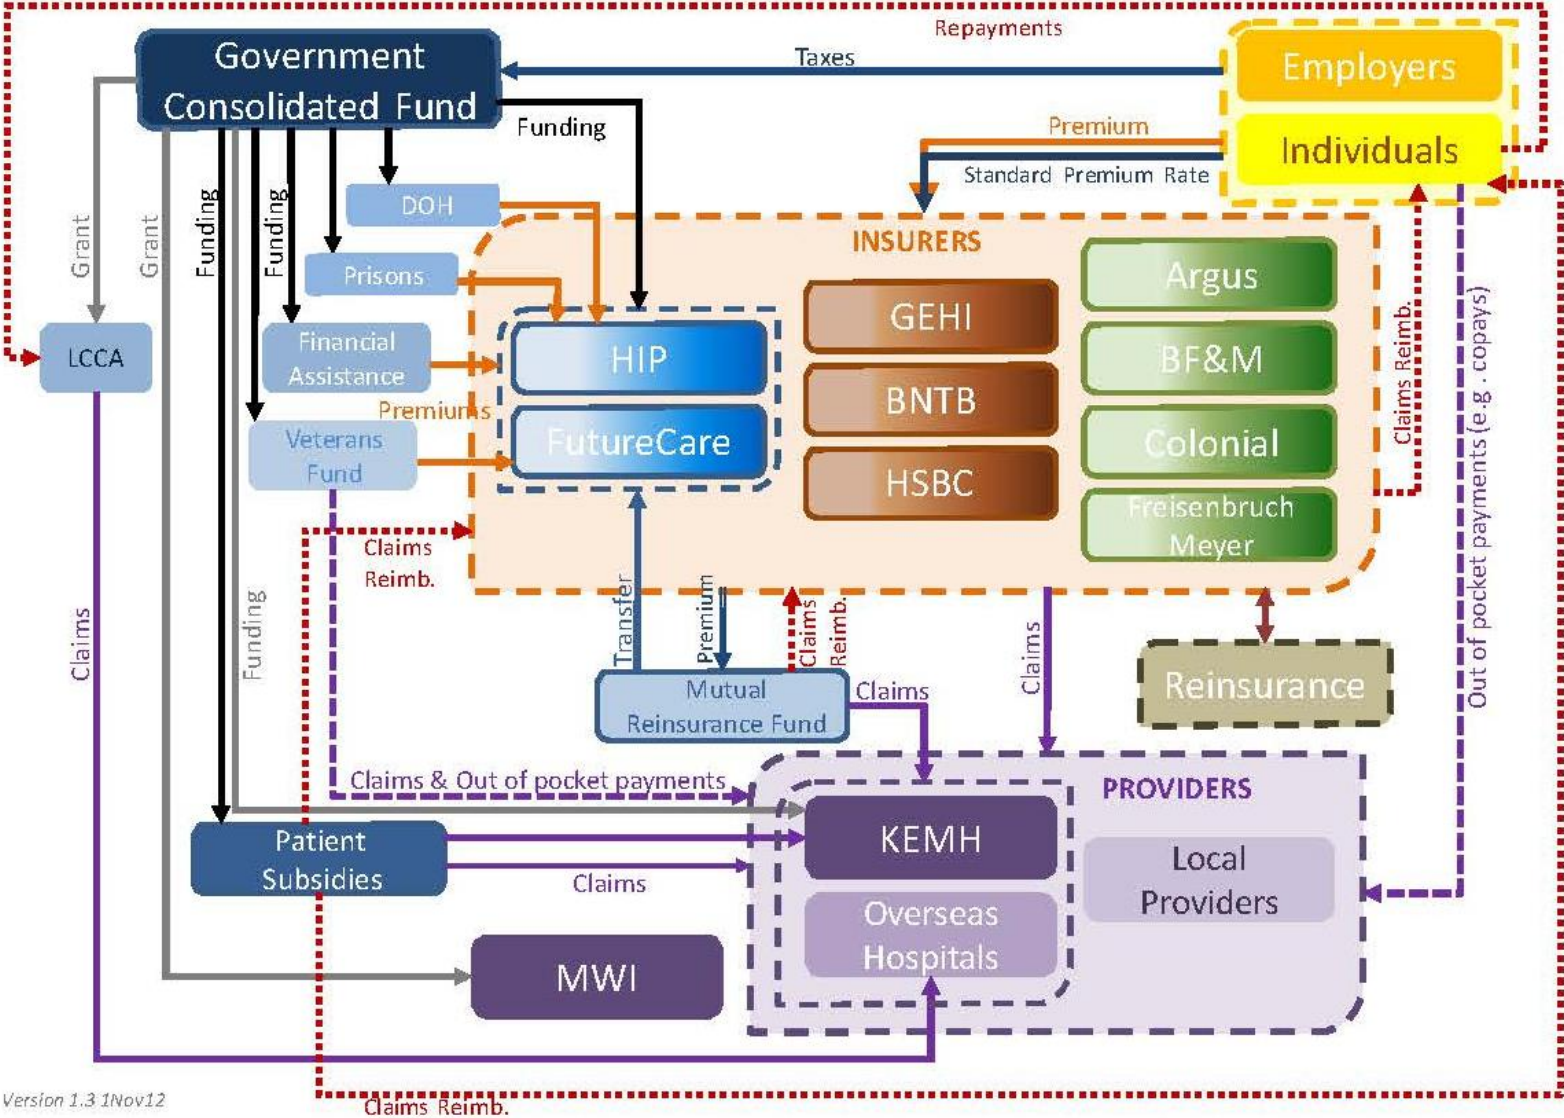 Repayments
Government
Consolidated Fund
Taxes
Employers
Individuals
Funding
Premium
Standard Premium Rate
Grant
Grant
Funding
Funding
DOH
Prisons
INSURERS
LCCA
Financial
Assistance
Premiums
Veterans
Fund
HIP
FutureCare
GEHI
BNTB
HSBC
Argus
BF&M
Colonial
Freisenbruch
Meyer
Claims Reimb.
Out of pocket payments (e.g. copays)
Claims
Reimb.
Transfer
Premium
Claims
Reimb.
Claims
Claims
Funding
Mutual
Reinsurance Fund
Claims
Reinsurance
Claims & Out of pocket payments
PROVIDERS
Patient
Subsidies
Claims
KEMH
Local
Providers
Overseas
Hospitals
MWI
Version 1.3 1Nov12
Claims Reimb.